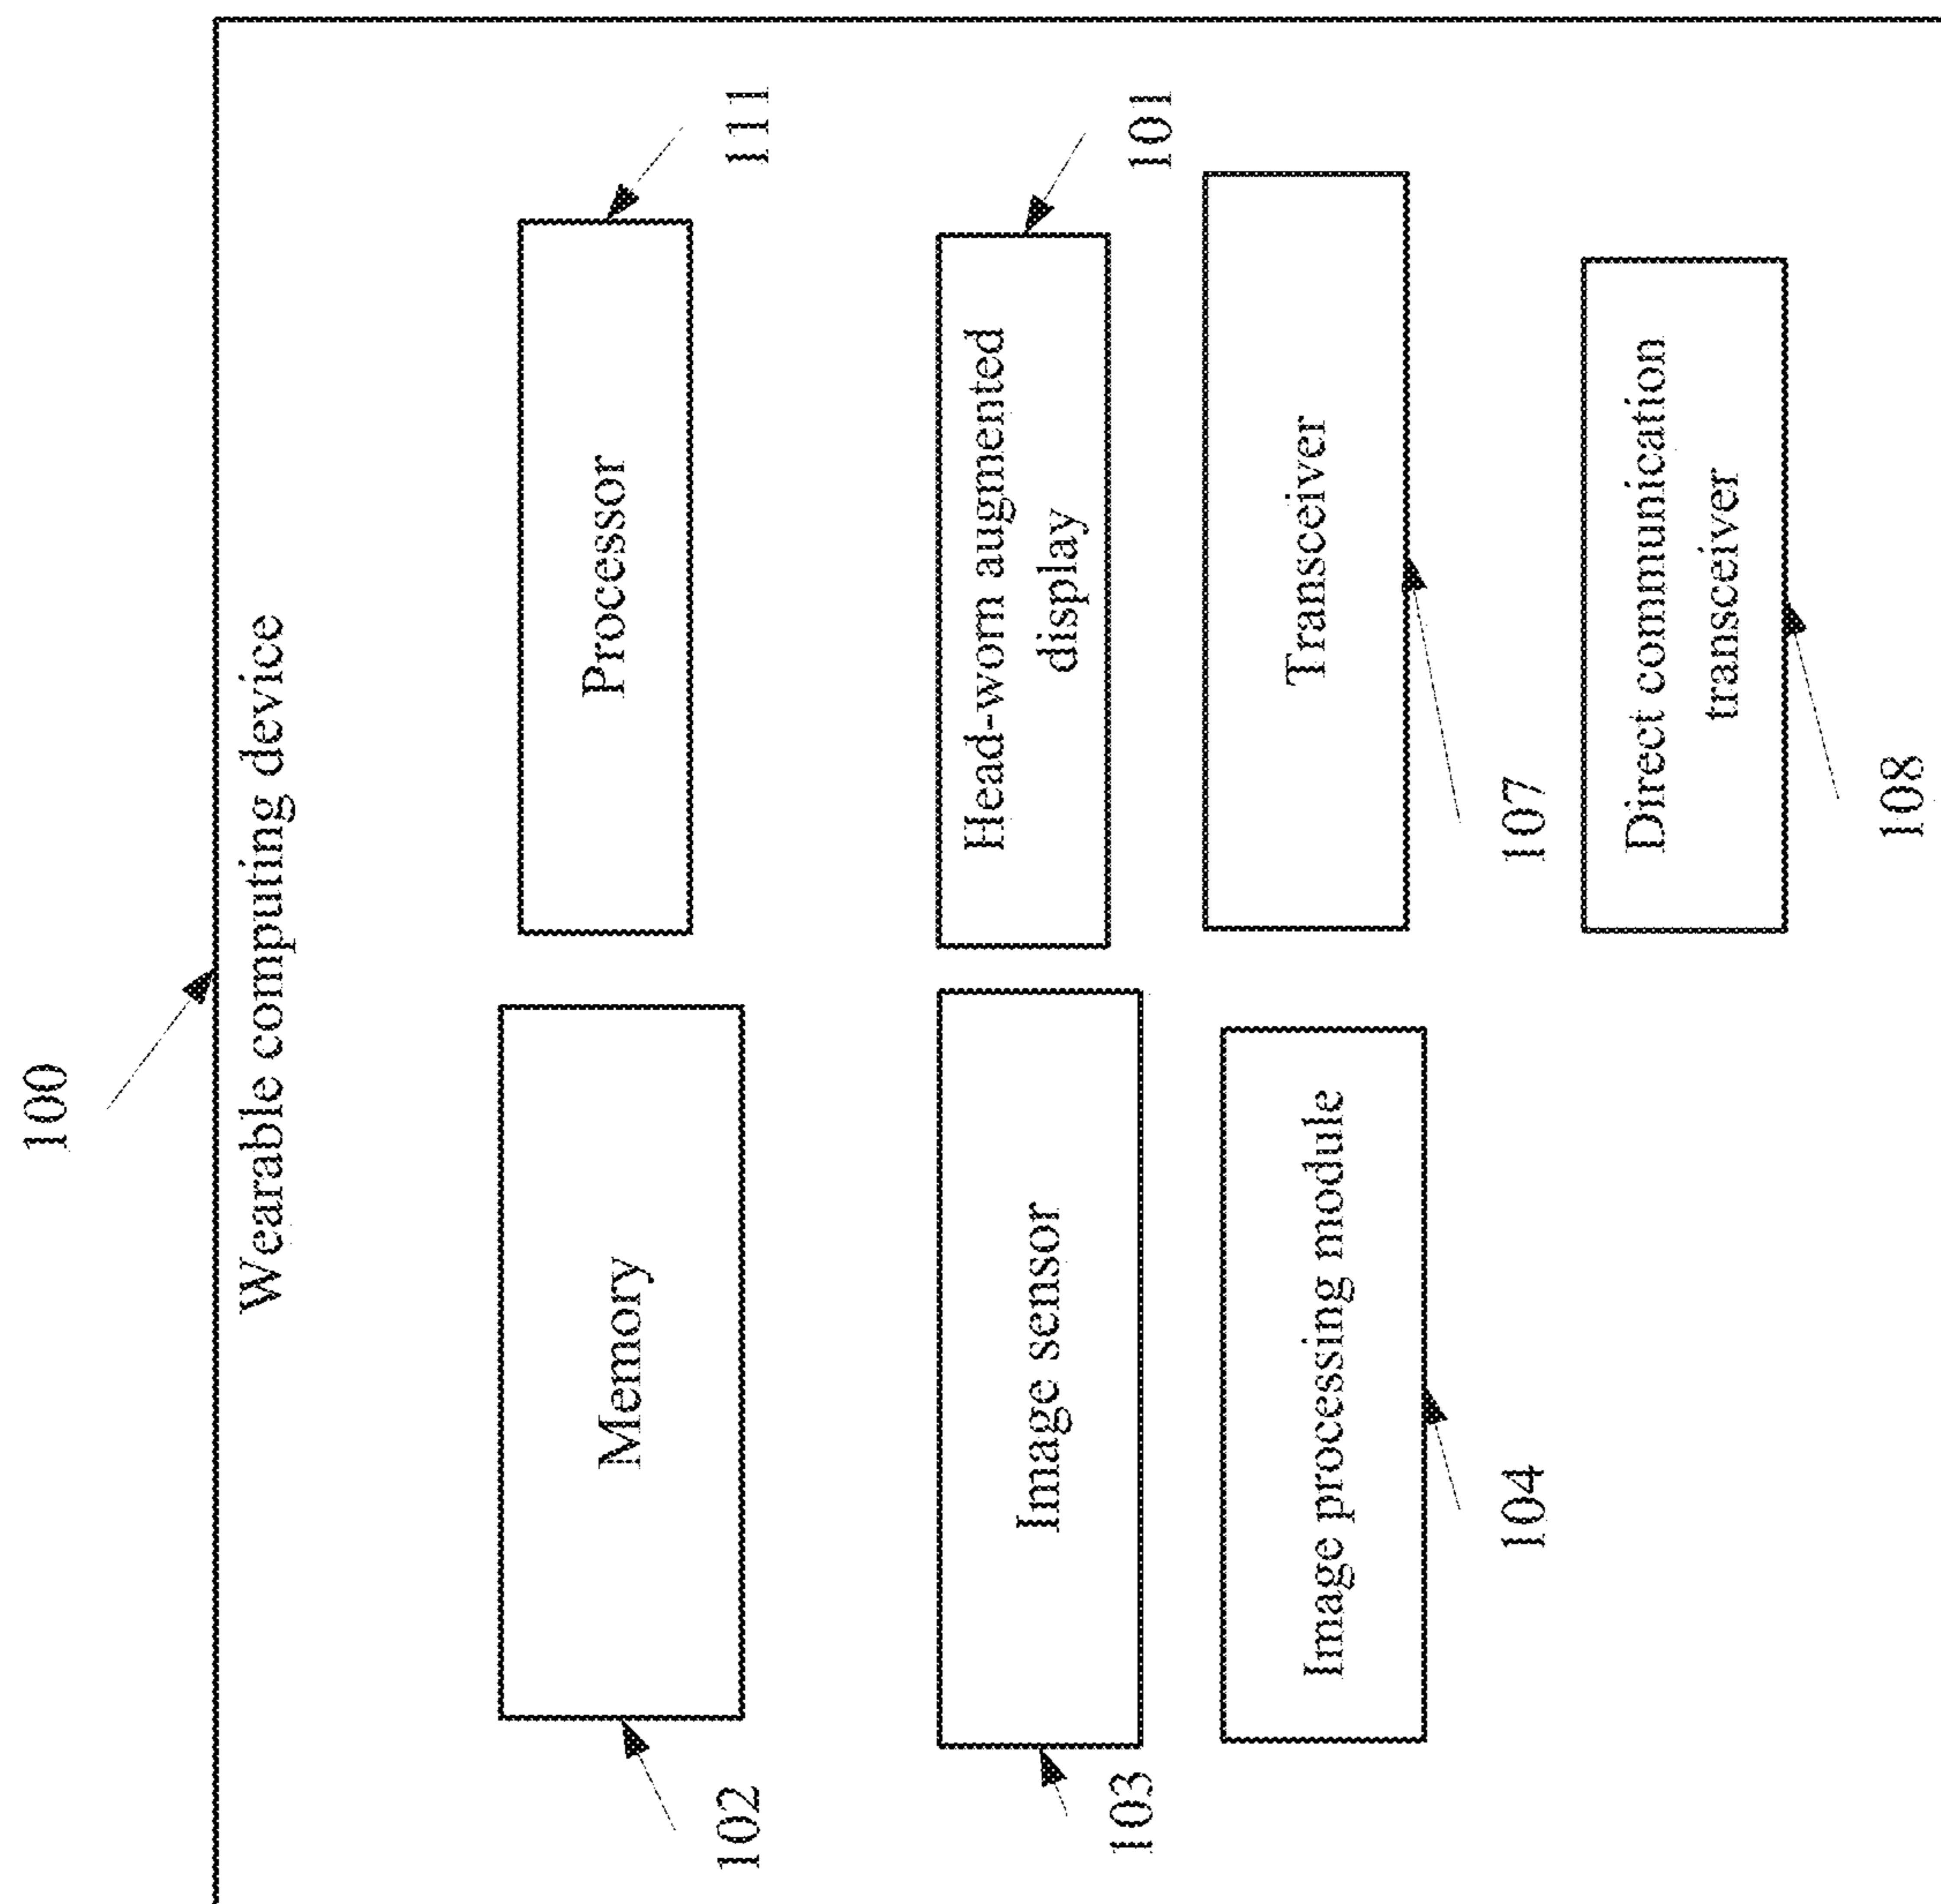 100
Wearable computing device
Processor
Memory
111
102
Head-worn augmented
display
Image sensor
101
103
Transceiver
Image processing module
107
104
Direct communication
transceiver
108